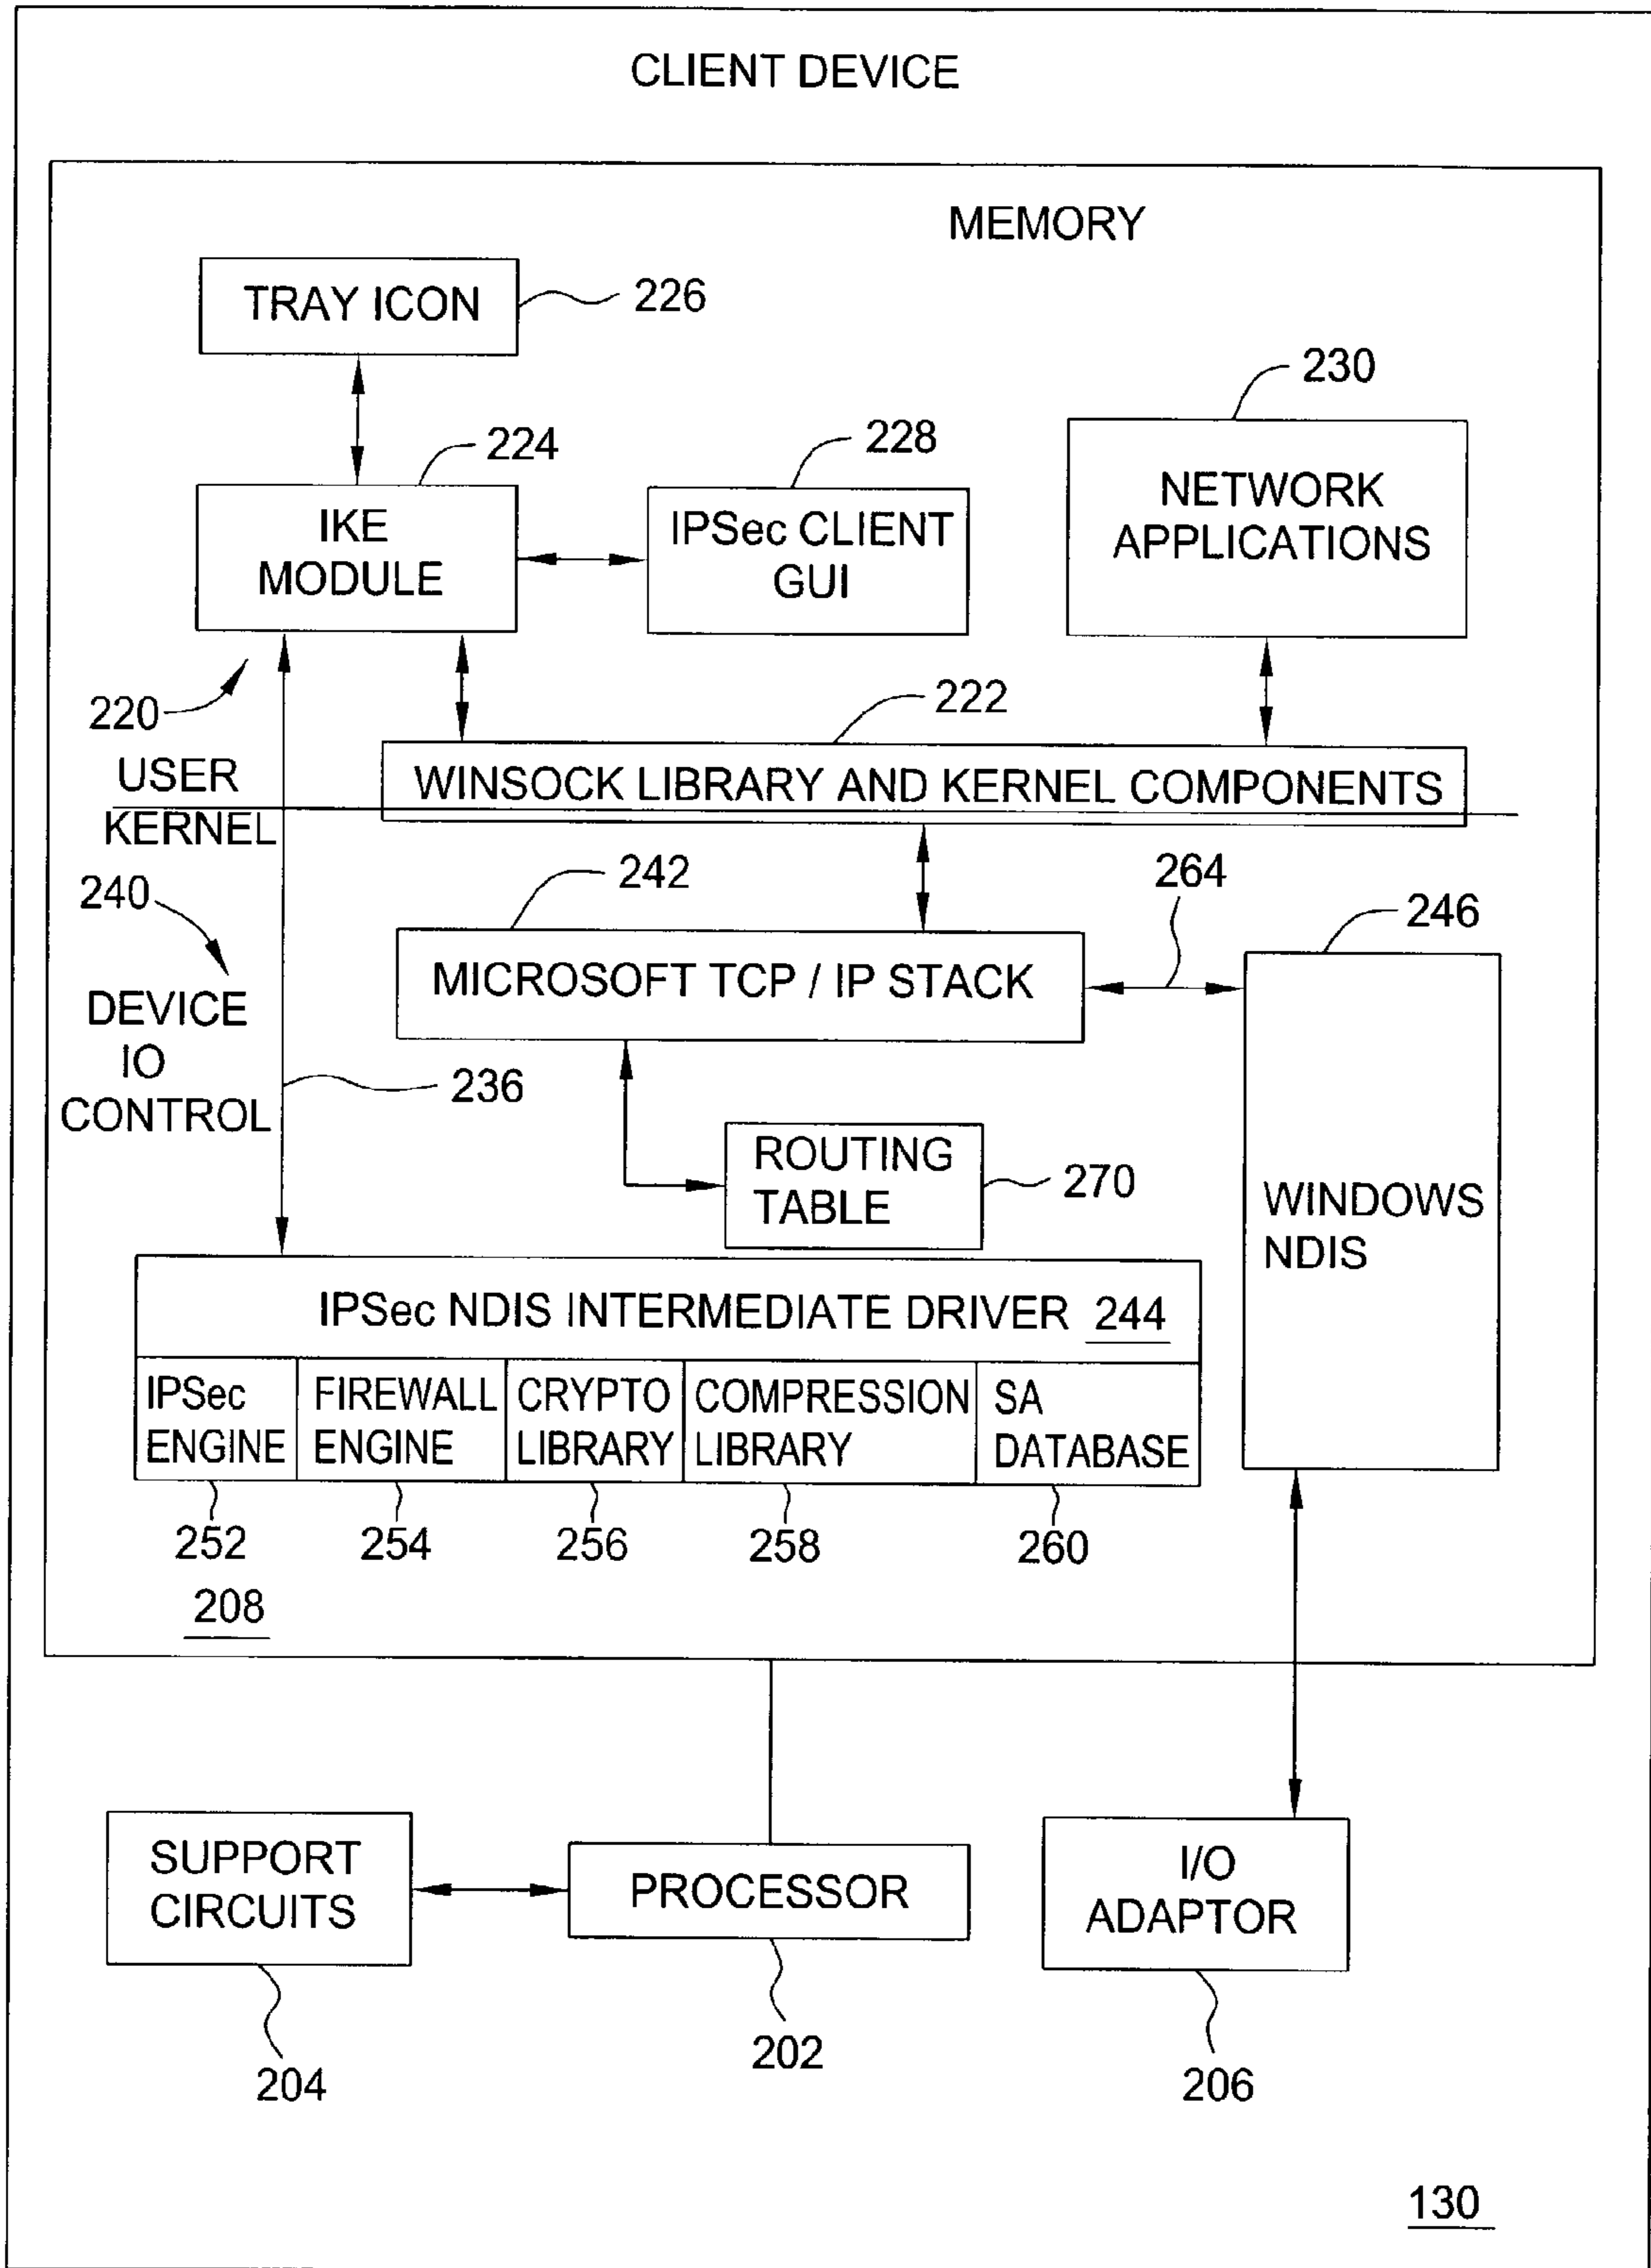 CLIENT DEVICE
MEMORY
TRAY ICON
226
230
224
228
IKE
MODULE
IPSec CLIENT
GUI
NETWORK
APPLICATIONS
220
222
USER
KERNEL
WINSOCK LIBRARY AND KERNEL COMPONENTS
240
242
264
246
MICROSOFT TCP / IP STACK
DEVICE
IO
CONTROL
236
ROUTING
TABLE
270
WINDOWS
NDIS
IPSec NDIS INTERMEDIATE DRIVER 244
IPSec
ENGINE
FIREWALL
ENGINE
CRYPTO
LIBRARY
COMPRESSION
LIBRARY
SA
DATABASE
252
254
256
258
260
208
SUPPORT
CIRCUITS
PROCESSOR
I/O
ADAPTOR
204
202
206
130